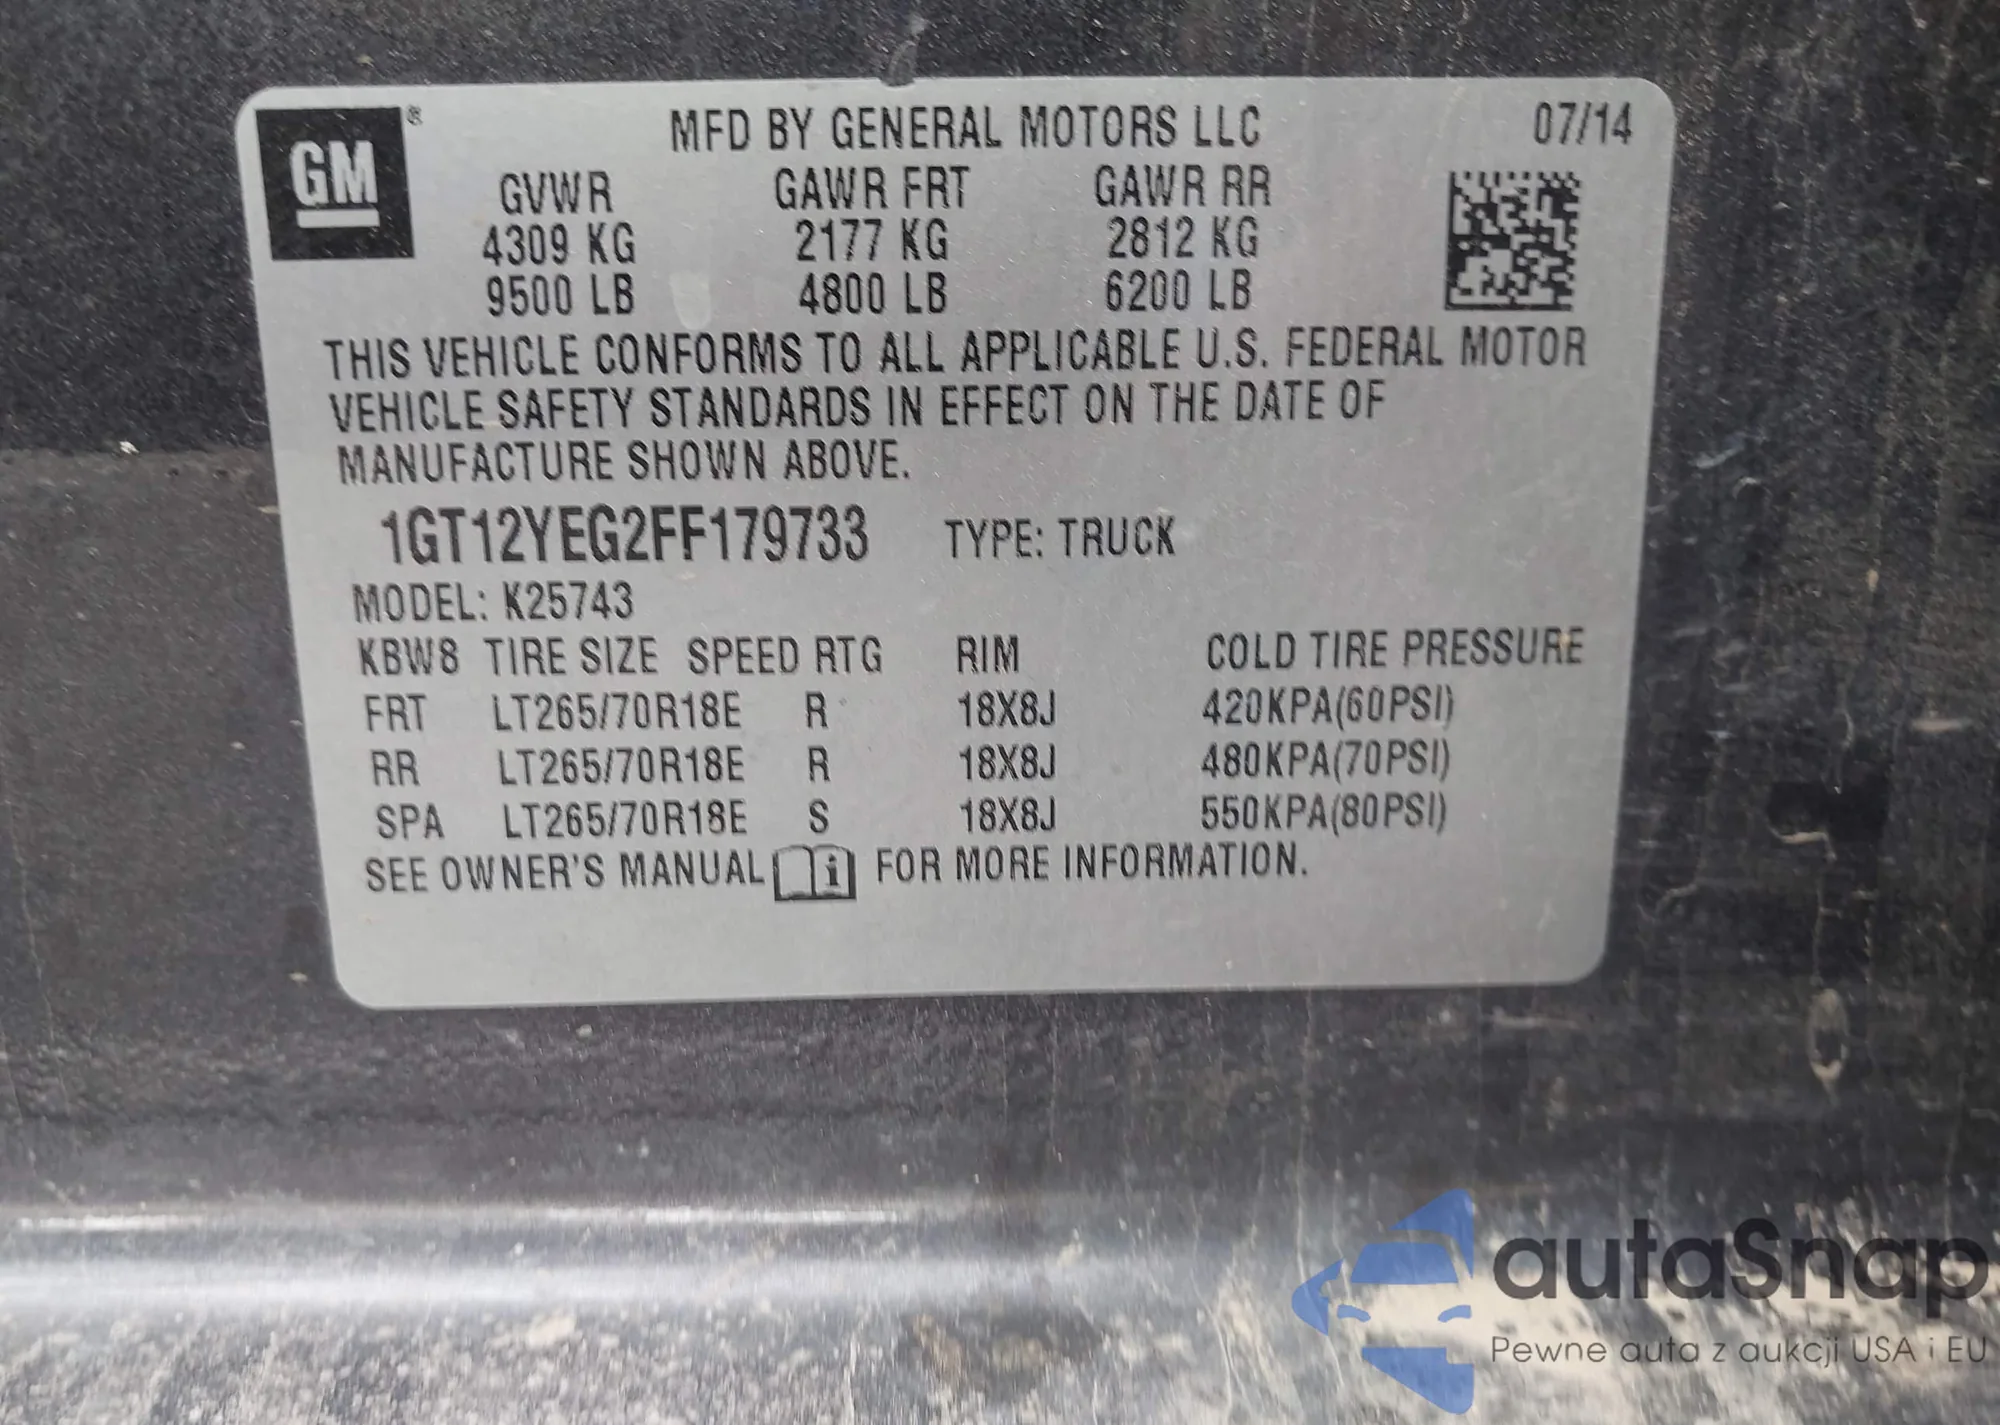 GM ® MFD BY GENERAL MOTORS LLC 07/14
GVWR GAWR FRT GAWR RR
4309 KG 2177 KG 2812 KG
9500 LB 4800 LB 6200 LB
THIS VEHICLE CONFORMS TO ALL APPLICABLE U.S. FEDERAL MOTOR
VEHICLE SAFETY STANDARDS IN EFFECT ON THE DATE OF
MANUFACTURE SHOWN ABOVE.
1GT12YEG2FF179733 TYPE: TRUCK
MODEL: K25743
KBW8 TIRE SIZE SPEED RTG RIM COLD TIRE PRESSURE
FRT LT265/70R18E R 18X8J 420KPA(60PSI)
RR LT265/70R18E R 18X8J 480KPA(70PSI)
SPA LT265/70R18E S 18X8J 550KPA(80PSI)
SEE OWNER'S MANUAL i FOR MORE INFORMATION.
autaSnap
Pewne auta z aukcji USA i EU